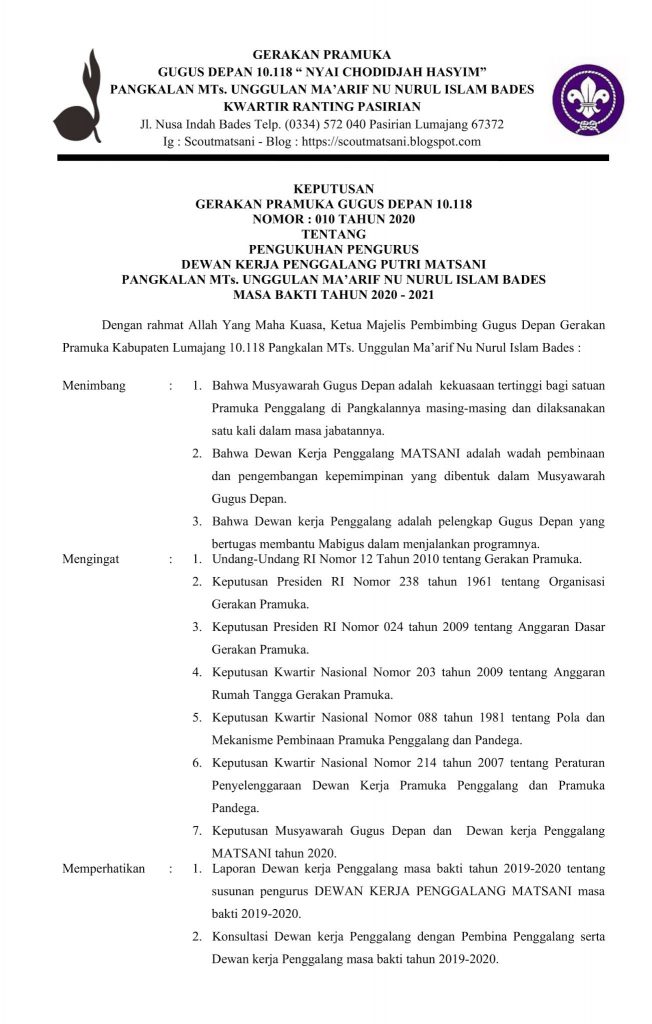 GERAKAN PRAMUKA
GUGUS DEPAN 10.118 “ NYAI CHODIDJAH HASYIM”
PANGKALAN MTs. UNGGULAN MA’ARIF NU NURUL ISLAM BADES
KWARTIR RANTING PASIRIAN
Jl. Nusa Indah Bades Telp. (0334) 572 040 Pasirian Lumajang 67372
Ig : Scoutmatsani - Blog : https://scoutmatsani.blogspot.com
KEPUTUSAN
GERAKAN PRAMUKA GUGUS DEPAN 10.118
NOMOR : 010 TAHUN 2020
TENTANG
PENGUKUHAN PENGURUS
DEWAN KERJA PENGGALANG PUTRI MATSANI
PANGKALAN MTs. UNGGULAN MA’ARIF NU NURUL ISLAM BADES
MASA BAKTI TAHUN 2020 - 2021
Dengan rahmat Allah Yang Maha Kuasa, Ketua Majelis Pembimbing Gugus Depan Gerakan
Pramuka Kabupaten Lumajang 10.118 Pangkalan MTs. Unggulan Ma’arif Nu Nurul Islam Bades :
Menimbang : 1. Bahwa Musyawarah Gugus Depan adalah kekuasaan tertinggi bagi satuan
Pramuka Penggalang di Pangkalannya masing-masing dan dilaksanakan
satu kali dalam masa jabatannya.
2. Bahwa Dewan Kerja Penggalang MATSANI adalah wadah pembinaan
dan pengembangan kepemimpinan yang dibentuk dalam Musyawarah
Gugus Depan.
3. Bahwa Dewan kerja Penggalang adalah pelengkap Gugus Depan yang
bertugas membantu Mabigus dalam menjalankan programnya.
Mengingat : 1. Undang-Undang RI Nomor 12 Tahun 2010 tentang Gerakan Pramuka.
2. Keputusan Presiden RI Nomor 238 tahun 1961 tentang Organisasi
Gerakan Pramuka.
3. Keputusan Presiden RI Nomor 024 tahun 2009 tentang Anggaran Dasar
Gerakan Pramuka.
4. Keputusan Kwartir Nasional Nomor 203 tahun 2009 tentang Anggaran
Rumah Tangga Gerakan Pramuka.
5. Keputusan Kwartir Nasional Nomor 088 tahun 1981 tentang Pola dan
Mekanisme Pembinaan Pramuka Penggalang dan Pandega.
6. Keputusan Kwartir Nasional Nomor 214 tahun 2007 tentang Peraturan
Penyelenggaraan Dewan Kerja Pramuka Penggalang dan Pramuka
Pandega.
7. Keputusan Musyawarah Gugus Depan dan Dewan kerja Penggalang
MATSANI tahun 2020.
Memperhatikan : 1. Laporan Dewan kerja Penggalang masa bakti tahun 2019-2020 tentang
susunan pengurus DEWAN KERJA PENGGALANG MATSANI masa
bakti 2019-2020.
2. Konsultasi Dewan kerja Penggalang dengan Pembina Penggalang serta
Dewan kerja Penggalang masa bakti tahun 2019-2020.